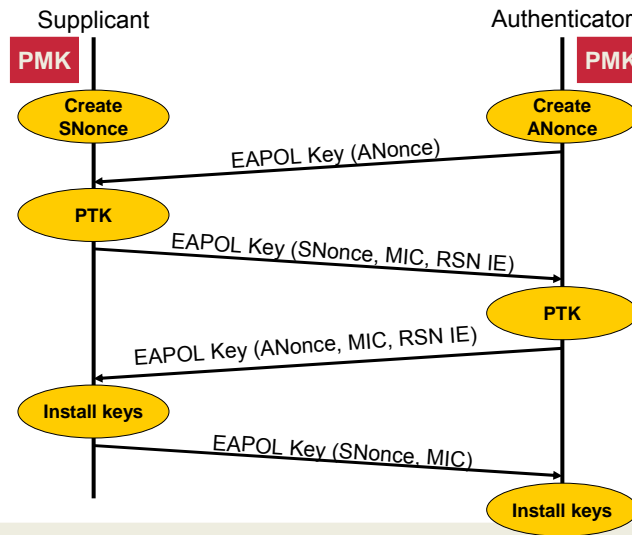 Supplicant
Authenticator
PMK
PMK
Create
SNonce
Create
ANonce
EAPOL Key (ANonce)
PTK
EAPOL Key (SNonce, MIC, RSN IE)
PTK
EAPOL Key (ANonce, MIC, RSN IE)
Install keys
EAPOL Key (SNonce, MIC)
Install keys